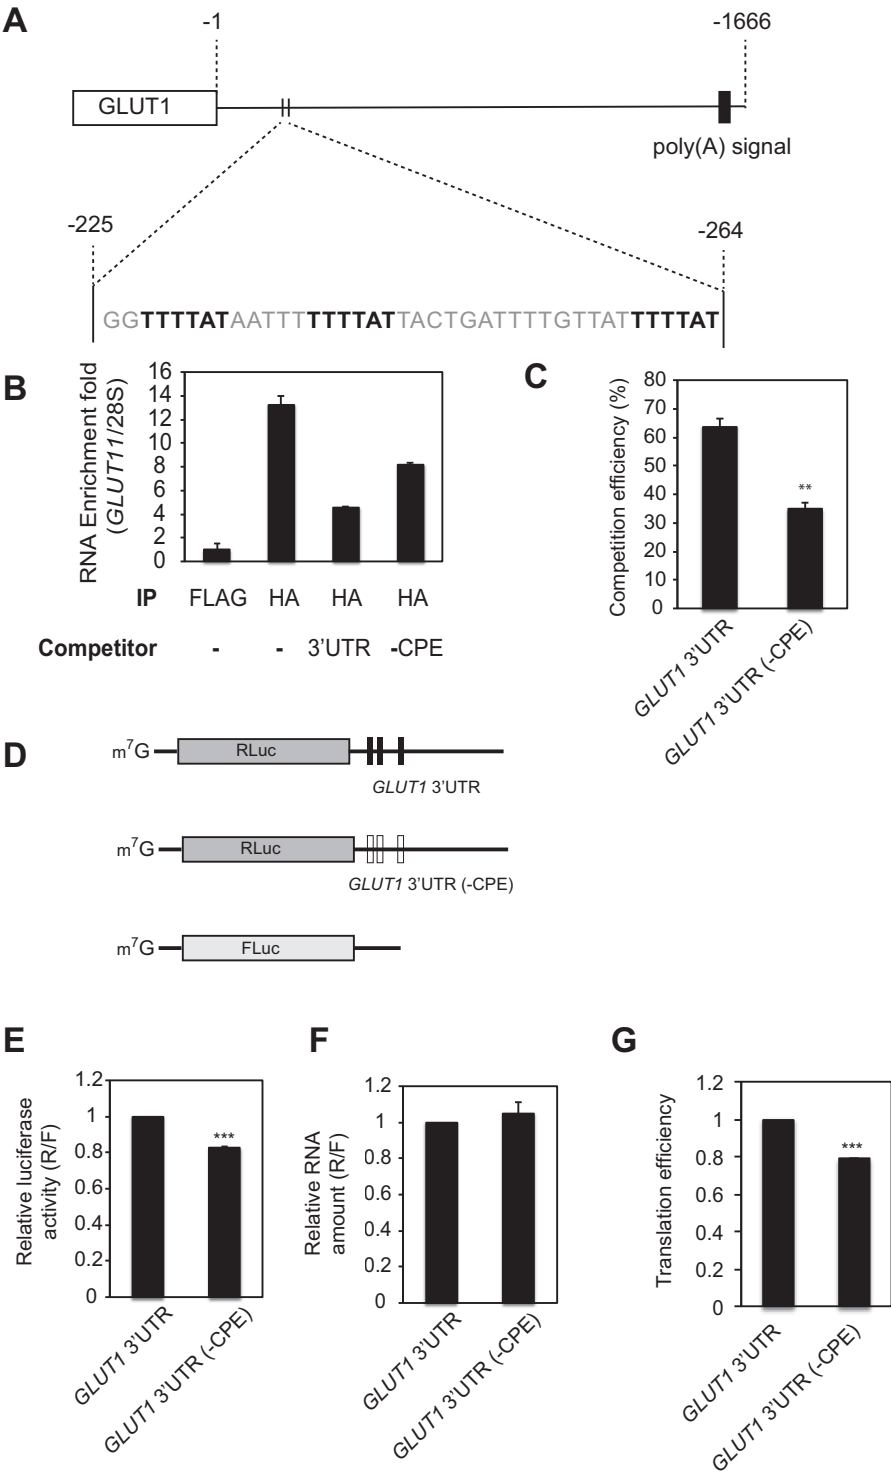 A
-1
-1666
GLUT1
poly(A) signal
-225
-264
GGTTTTATAATTTTTTTATTACTGATTTTGTTATTTTTAT
B
RNA Enrichment fold
(GLUT11/28S)
16
14
12
10
8
6
4
2
0
IP FLAG HA HA HA
Competitor - - 3'UTR -CPE
C
Competition efficiency (%)
80
70
60
50
40
30
20
10
0
**
GLUT1 3'UTR
GLUT1 3'UTR (-CPE)
D
m7G RLuc
GLUT1 3'UTR
m7G RLuc
GLUT1 3'UTR (-CPE)
m7G FLuc
E
Relative luciferase
activity (R/F)
1.2
1
0.8
0.6
0.4
0.2
0
***
GLUT1 3'UTR
GLUT1 3'UTR (-CPE)
F
Relative RNA
amount (R/F)
1.2
1
0.8
0.6
0.4
0.2
0
GLUT1 3'UTR
GLUT1 3'UTR (-CPE)
G
Translation efficiency
1.2
1
0.8
0.6
0.4
0.2
0
***
GLUT1 3'UTR
GLUT1 3'UTR (-CPE)